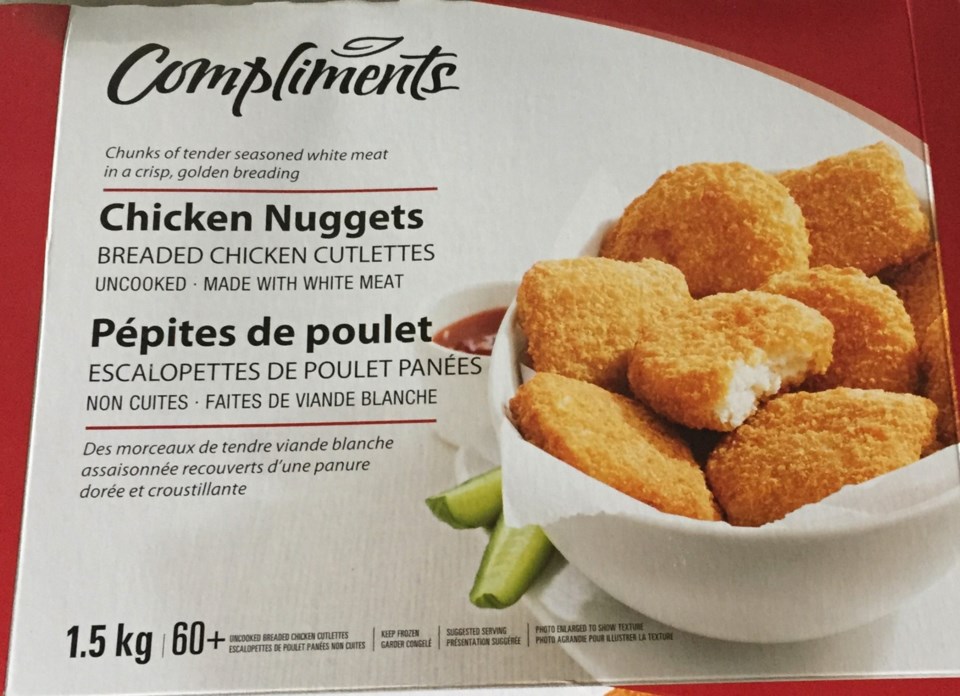 Compliments
Chunks of tender seasoned white meat
in a crisp, golden breading
Chicken Nuggets
BREADED CHICKEN CUTLETTES
UNCOOKED · MADE WITH WHITE MEAT
Pépites de poulet
ESCALOPETTES DE POULET PANÉES
NON CUITES · FAITES DE VIANDE BLANCHE
Des morceaux de tendre viande blanche
assaisonnée recouverts d'une panure
dorée et croustillante
1.5 kg | 60+
UNCOOKED BREADED CHICKEN CUTLETTES
ESCALOPETTES DE POULET PANÉES NON CUITES
KEEP FROZEN
GARDER CONGELÉ
SUGGESTED SERVING
PRÉSENTATION SUGGÉRÉE
PHOTO ENLARGED TO SHOW TEXTURE
PHOTO AGRANDIE POUR ILLUSTRER LA TEXTURE